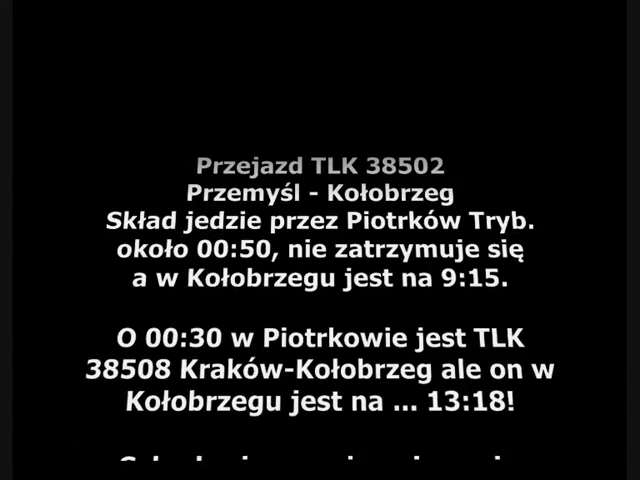 Przejazd TLK 38502
Przemyśl - Kołobrzeg
Skład jedzie przez Piotrków Tryb.
około 00:50, nie zatrzymuje się
a w Kołobrzegu jest na 9:15.
O 00:30 w Piotrkowie jest TLK
38508 Kraków-Kołobrzeg ale on w
Kołobrzegu jest na ... 13:18!